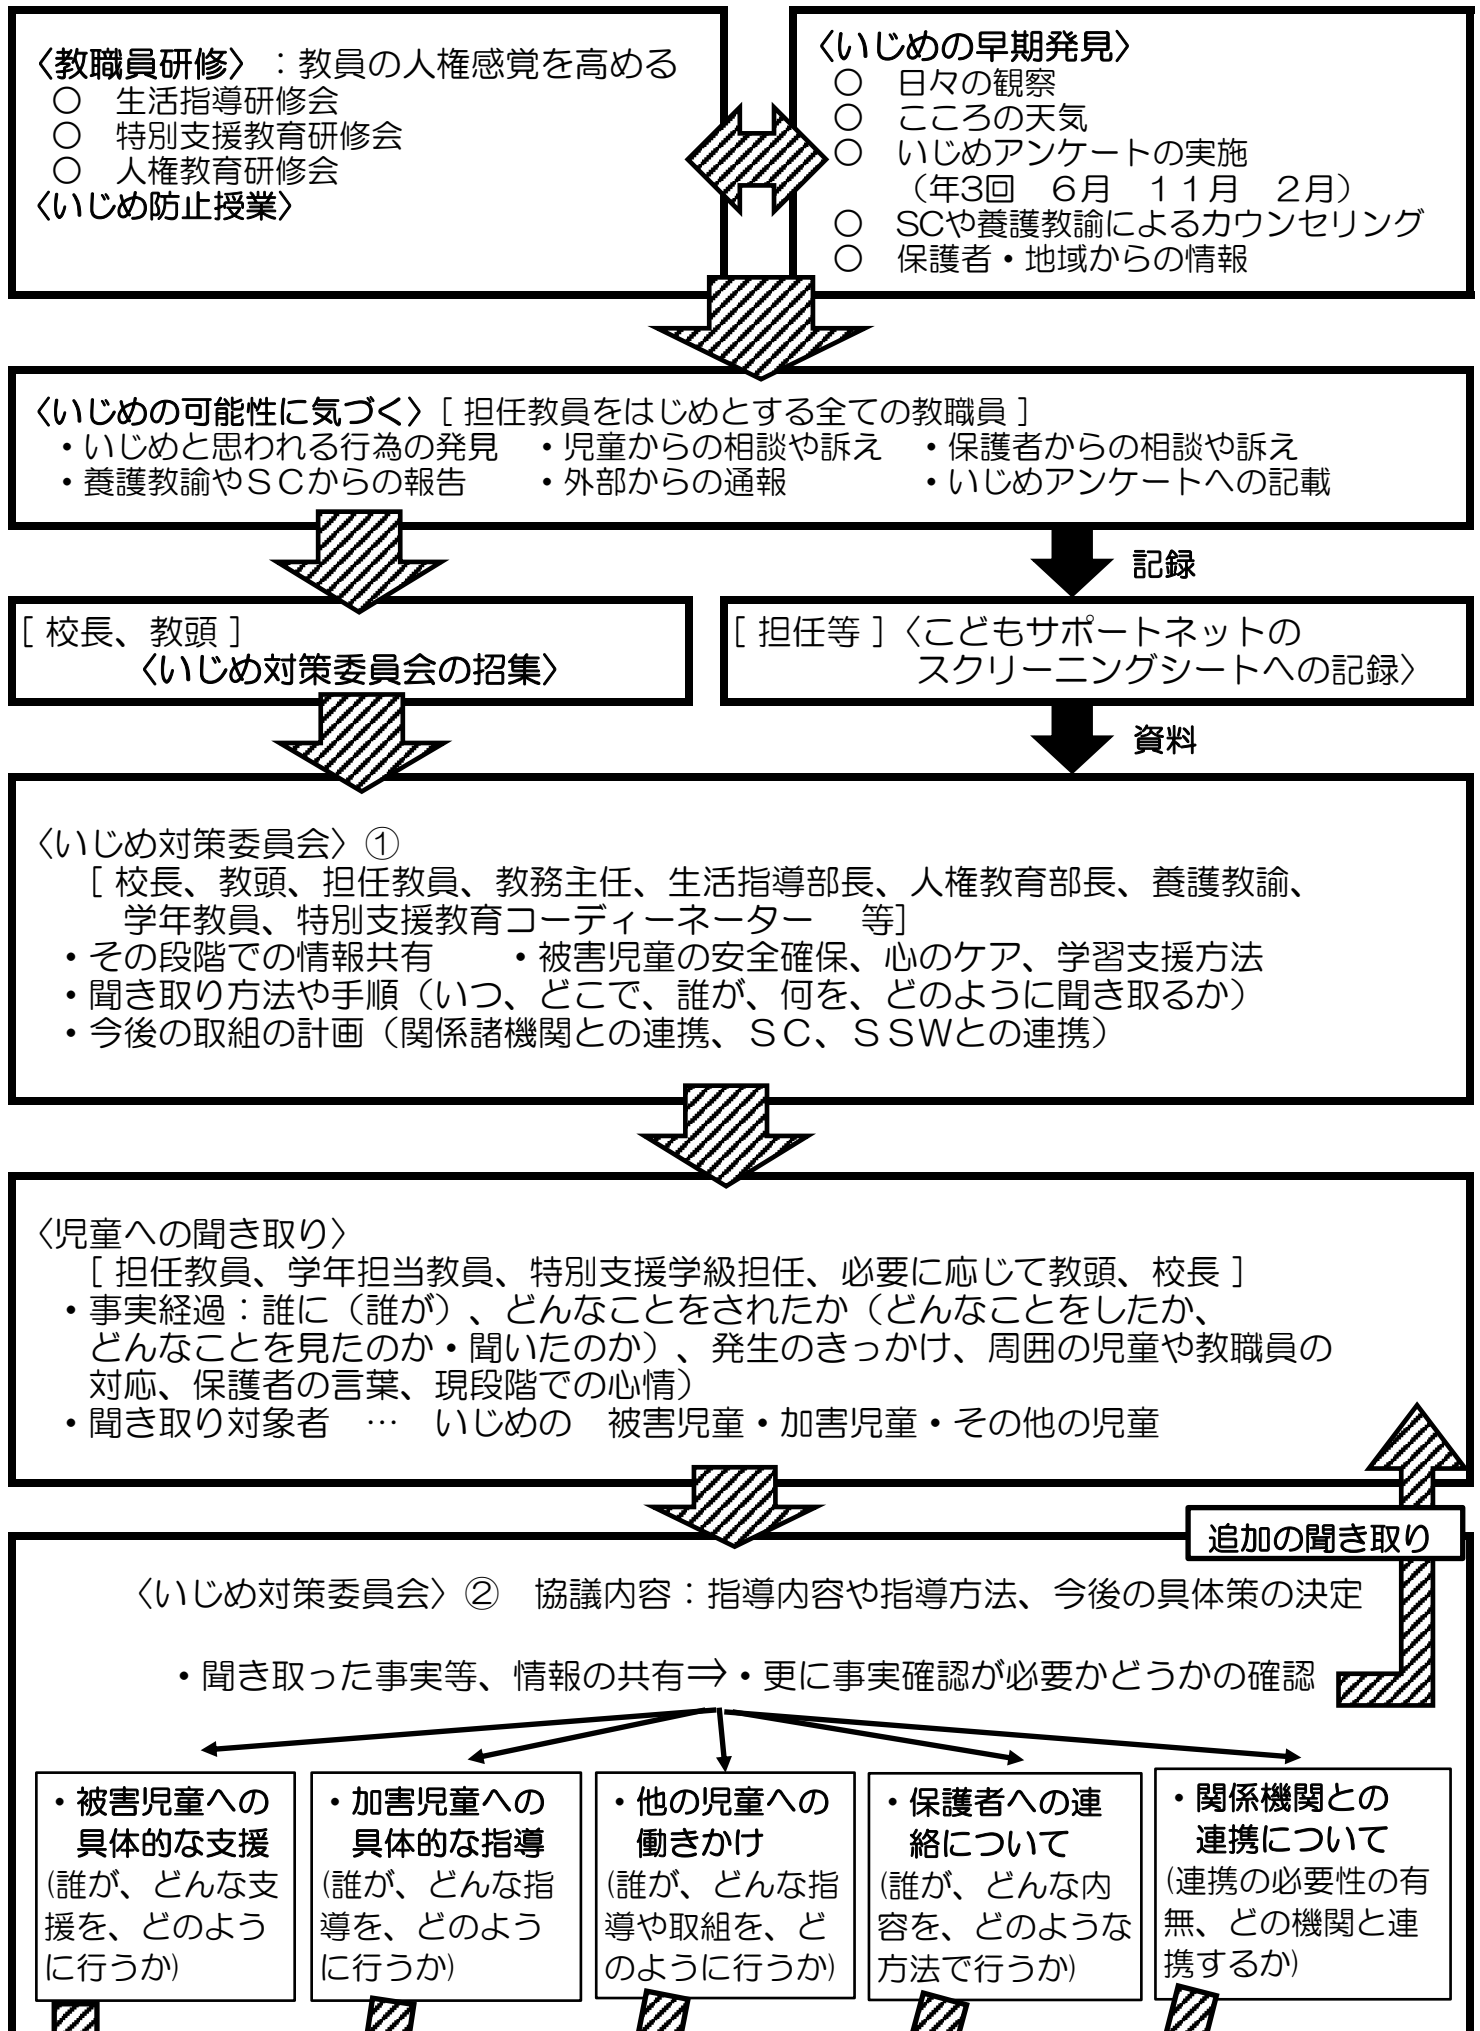 〈教職員研修〉：教員の人権感覚を高める
○　生活指導研修会
○　特別支援教育研修会
○　人権教育研修会
〈いじめ防止授業〉
〈いじめの早期発見〉
○　日々の観察
○　こころの天気
○　いじめアンケートの実施
（年3回　６月　１１月　２月）
○　SCや養護教諭によるカウンセリング
○　保護者・地域からの情報
〈いじめの可能性に気づく〉［ 担任教員をはじめとする全ての教職員 ］
・いじめと思われる行為の発見　・児童からの相談や訴え　・保護者からの相談や訴え
・養護教諭やＳＣからの報告　・外部からの通報　・いじめアンケートへの記載
記録
［ 校長、教頭 ］
〈いじめ対策委員会の招集〉
［ 担任等 ］〈こどもサポートネットの
スクリーニングシートへの記録〉
資料
〈いじめ対策委員会〉①
［ 校長、教頭、担任教員、教務主任、生活指導部長、人権教育部長、養護教諭、
学年教員、特別支援教育コーディーネーター　等］
・その段階での情報共有　・被害児童の安全確保、心のケア、学習支援方法
・聞き取り方法や手順（いつ、どこで、誰が、何を、どのように聞き取るか）
・今後の取組の計画（関係諸機関との連携、ＳＣ、ＳＳＷとの連携）
〈児童への聞き取り〉
［ 担任教員、学年担当教員、特別支援学級担任、必要に応じて教頭、校長 ］
・事実経過：誰に（誰が）、どんなことをされたか（どんなことをしたか、
どんなことを見たのか・聞いたのか）、発生のきっかけ、周囲の児童や教職員の
対応、保護者の言葉、現段階での心情）
・聞き取り対象者　…　いじめの　被害児童・加害児童・その他の児童
追加の聞き取り
〈いじめ対策委員会〉②　協議内容：指導内容や指導方法、今後の具体策の決定
・聞き取った事実等、情報の共有⇒・更に事実確認が必要かどうかの確認
・被害児童への
具体的な支援
(誰が、どんな支
援を、どのよう
に行うか)
・加害児童への
具体的な指導
(誰が、どんな指
導を、どのよう
に行うか)
・他の児童への
働きかけ
(誰が、どんな指
導や取組を、ど
のように行うか)
・保護者への連
絡について
(誰が、どんな内
容を、どのような
方法で行うか)
・関係機関との
連携について
(連携の必要性の有
無、どの機関と連
携するか)